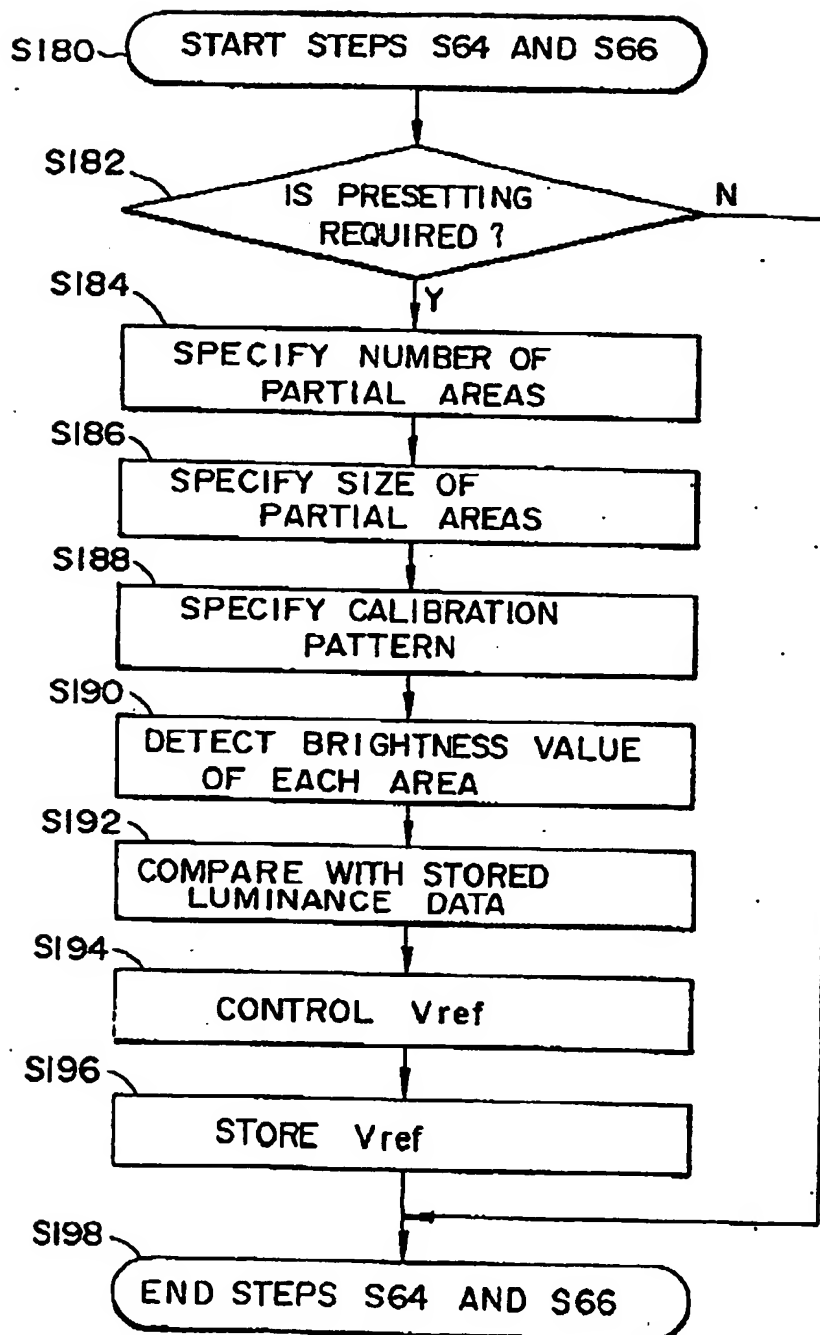 S180
START STEPS S64 AND S66
S182
IS PRESETTING
REQUIRED ?
N
Y
S184
SPECIFY NUMBER OF
PARTIAL AREAS
S186
SPECIFY SIZE OF
PARTIAL AREAS
S188
SPECIFY CALIBRATION
PATTERN
S190
DETECT BRIGHTNESS VALUE
OF EACH AREA
S192
COMPARE WITH STORED
LUMINANCE DATA
S194
CONTROL Vref
S196
STORE Vref
S198
END STEPS S64 AND S66